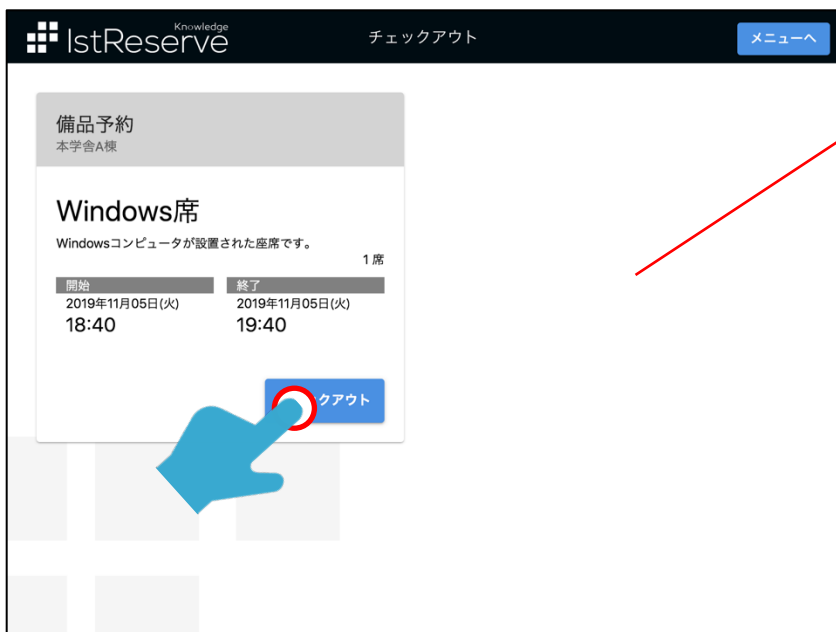 Knowledge
IstReserve
チェックアウト
メニューへ
備品予約
本学舎A棟
Windows席
Windowsコンピュータが設置された座席です。
1 席
開始
2019年11月05日(火)
18:40
終了
2019年11月05日(火)
19:40
クアウト